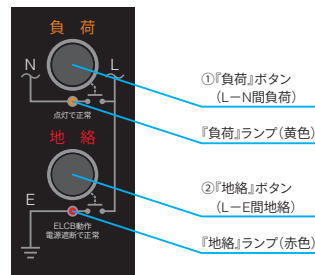 負 荷
N L
点灯で正常
地 絡
E
ELCB動作
電源遮断で正常
①『負荷』ボタン
（L－N間負荷）
『負荷』ランプ（黄色）
②『地絡』ボタン
（L－E間地絡）
『地絡』ランプ（赤色）